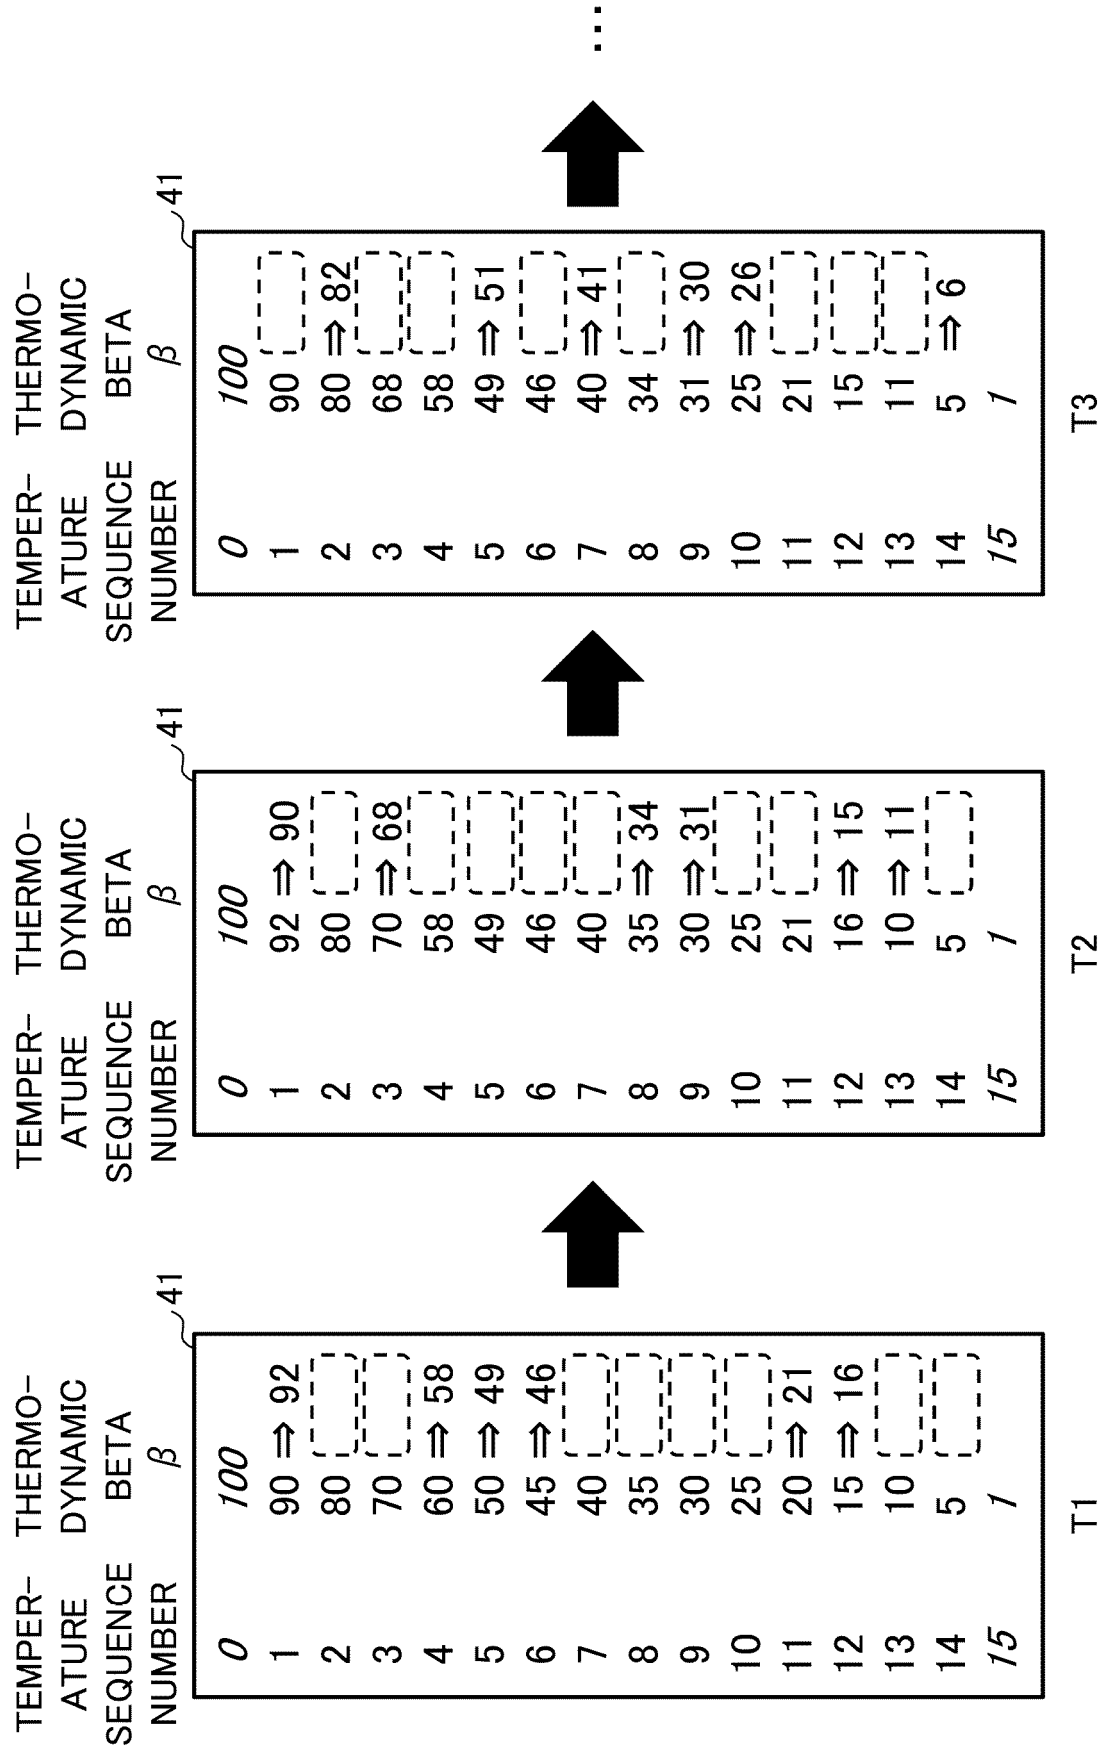 TEMPER- THERMO-
ATURE DYNAMIC
SEQUENCE BETA
NUMBER β
41
0 100
1 90 ⇒ 92
2 80
3 70
4 60 ⇒ 58
5 50 ⇒ 49
6 45 ⇒ 46
7 40
8 35
9 30
10 25
11 20 ⇒ 21
12 15 ⇒ 16
13 10
14 5
15 1
T1
TEMPER- THERMO-
ATURE DYNAMIC
SEQUENCE BETA
NUMBER β
41
0 100
1 92 ⇒ 90
2 80
3 70 ⇒ 68
4 58
5 49
6 46
7 40
8 35 ⇒ 34
9 30 ⇒ 31
10 25
11 21
12 16 ⇒ 15
13 10 ⇒ 11
14 5
15 1
T2
TEMPER- THERMO-
ATURE DYNAMIC
SEQUENCE BETA
NUMBER β
41
0 100
1 90
2 80 ⇒ 82
3 68
4 58
5 49 ⇒ 51
6 46
7 40 ⇒ 41
8 34
9 31 ⇒ 30
10 25 ⇒ 26
11 21
12 15
13 11
14 5 ⇒ 6
15 1
T3
...